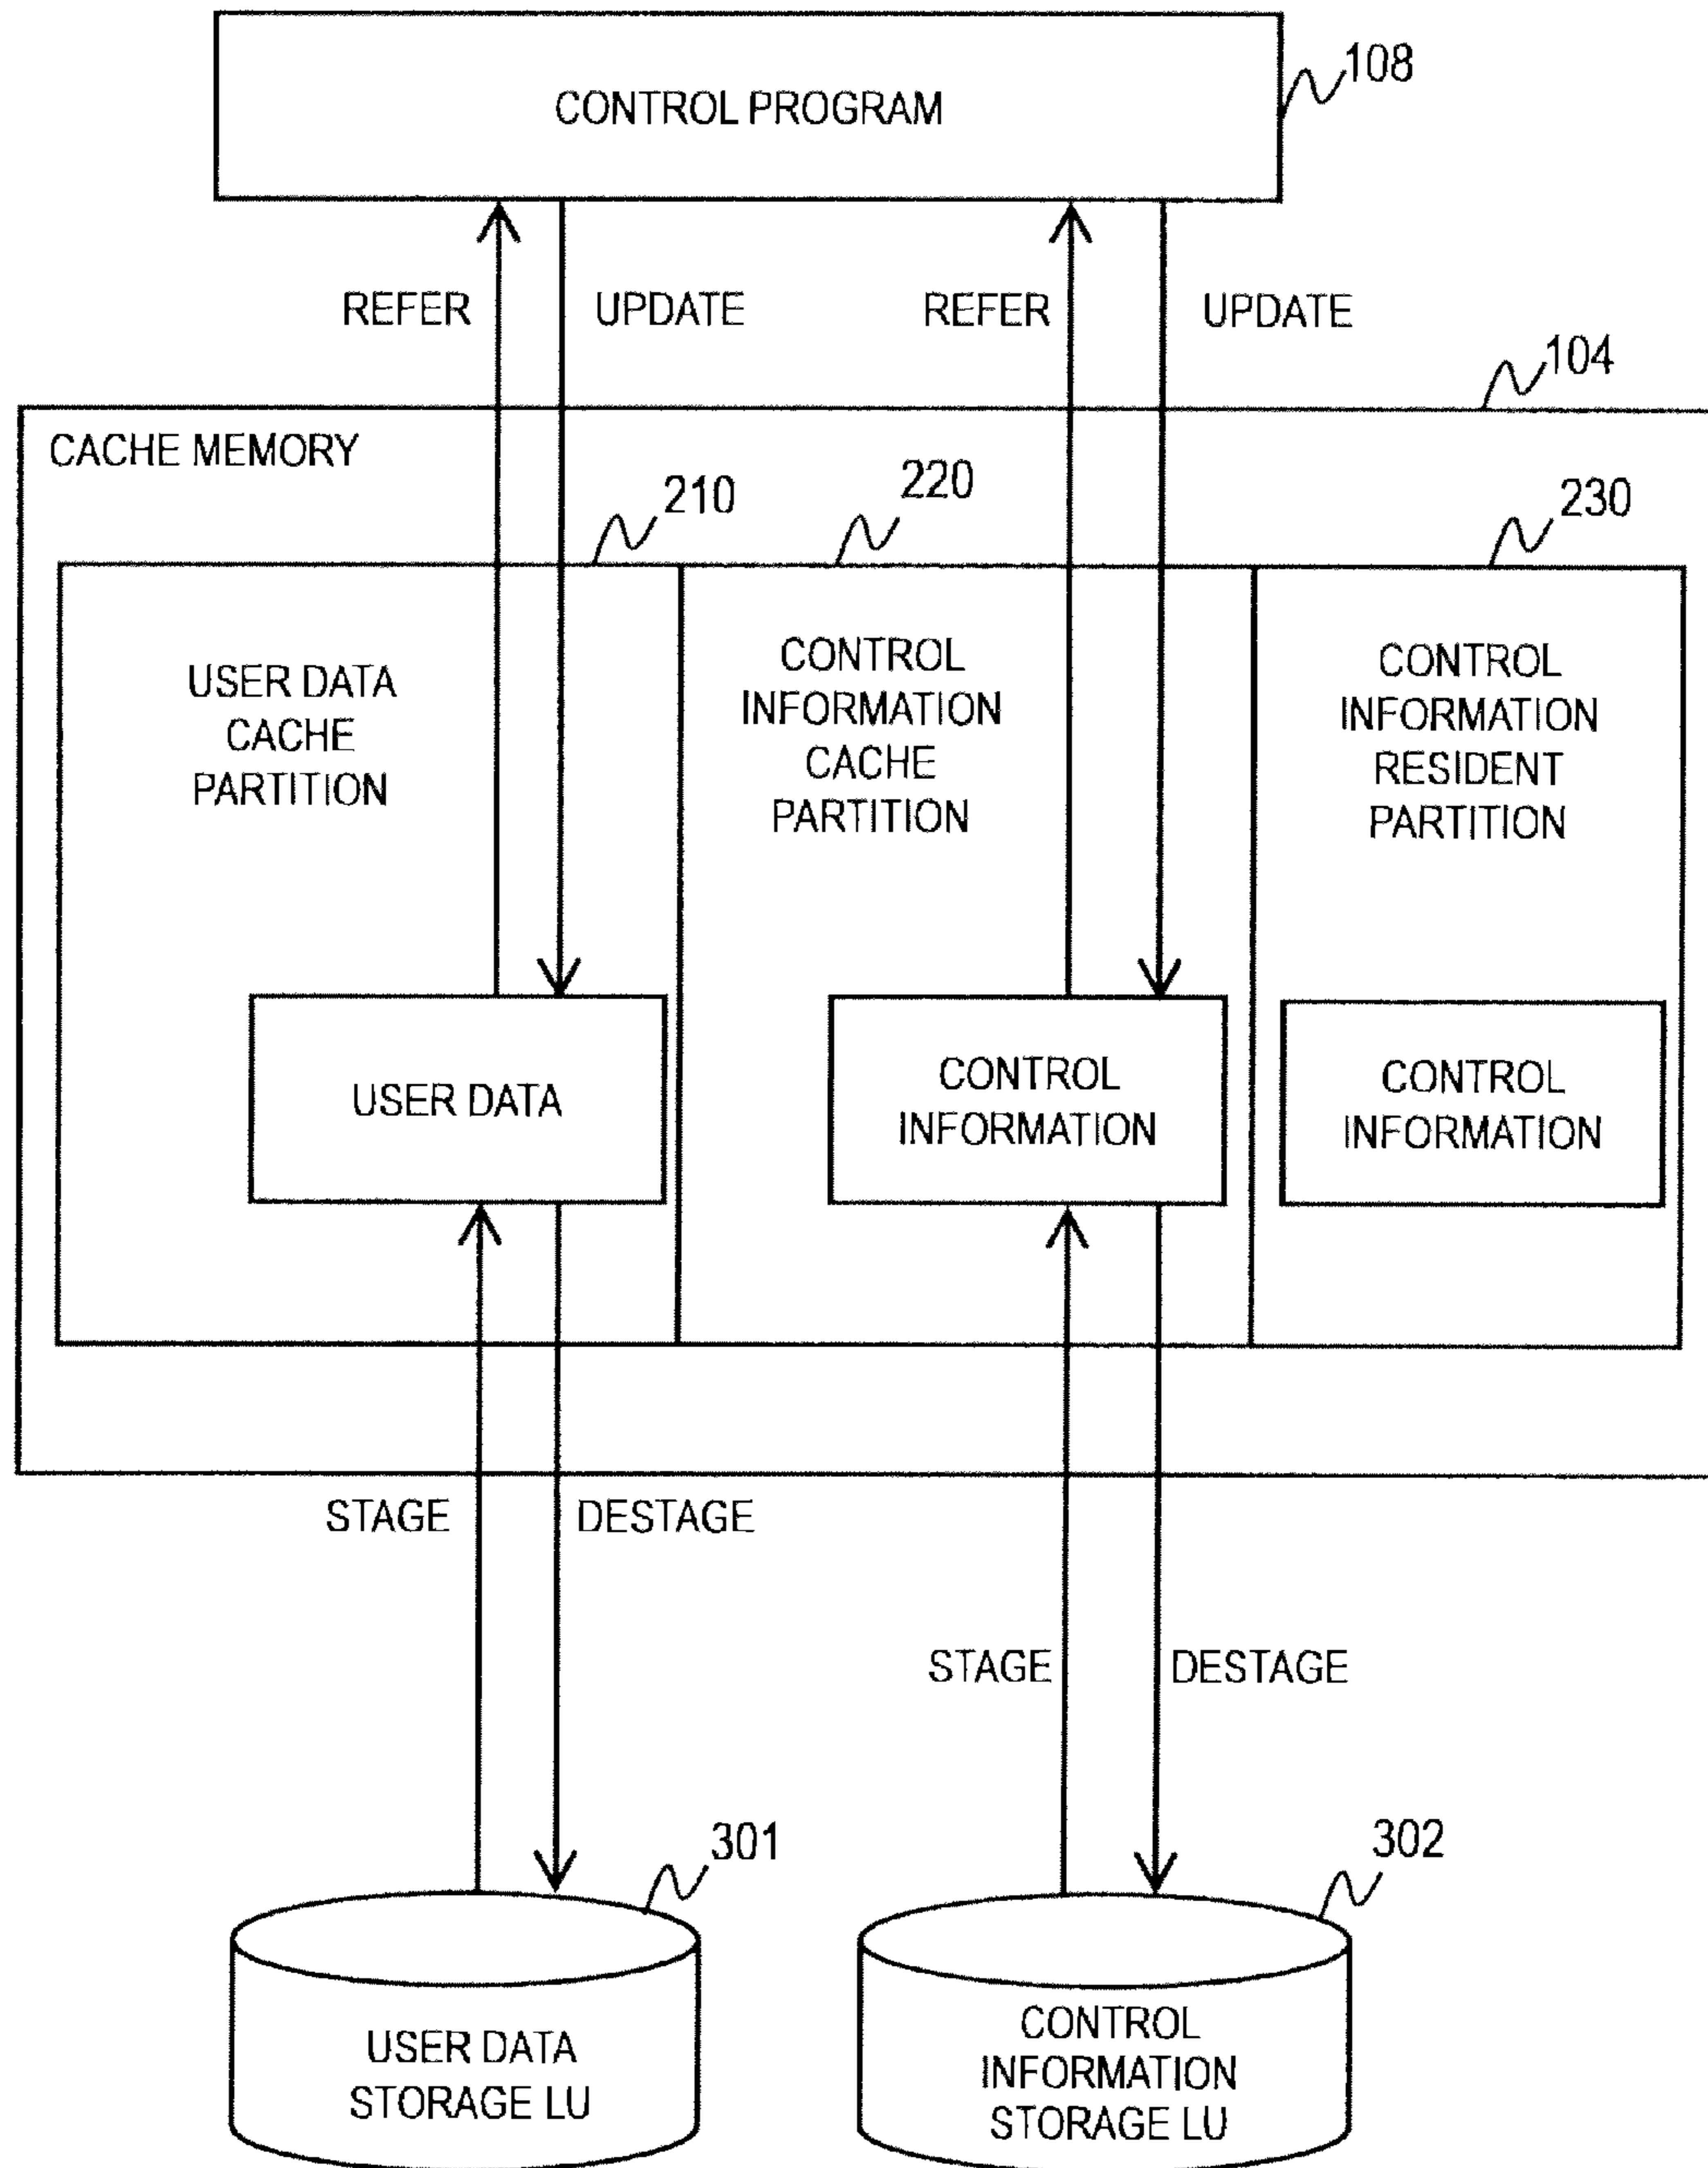 CONTROL PROGRAM
108
REFER
UPDATE
REFER
UPDATE
104
CACHE MEMORY
210
220
230
USER DATA
CACHE
PARTITION
CONTROL
INFORMATION
CACHE
PARTITION
CONTROL
INFORMATION
RESIDENT
PARTITION
USER DATA
CONTROL
INFORMATION
CONTROL
INFORMATION
STAGE
DESTAGE
STAGE
DESTAGE
301
302
USER DATA
STORAGE LU
CONTROL
INFORMATION
STORAGE LU